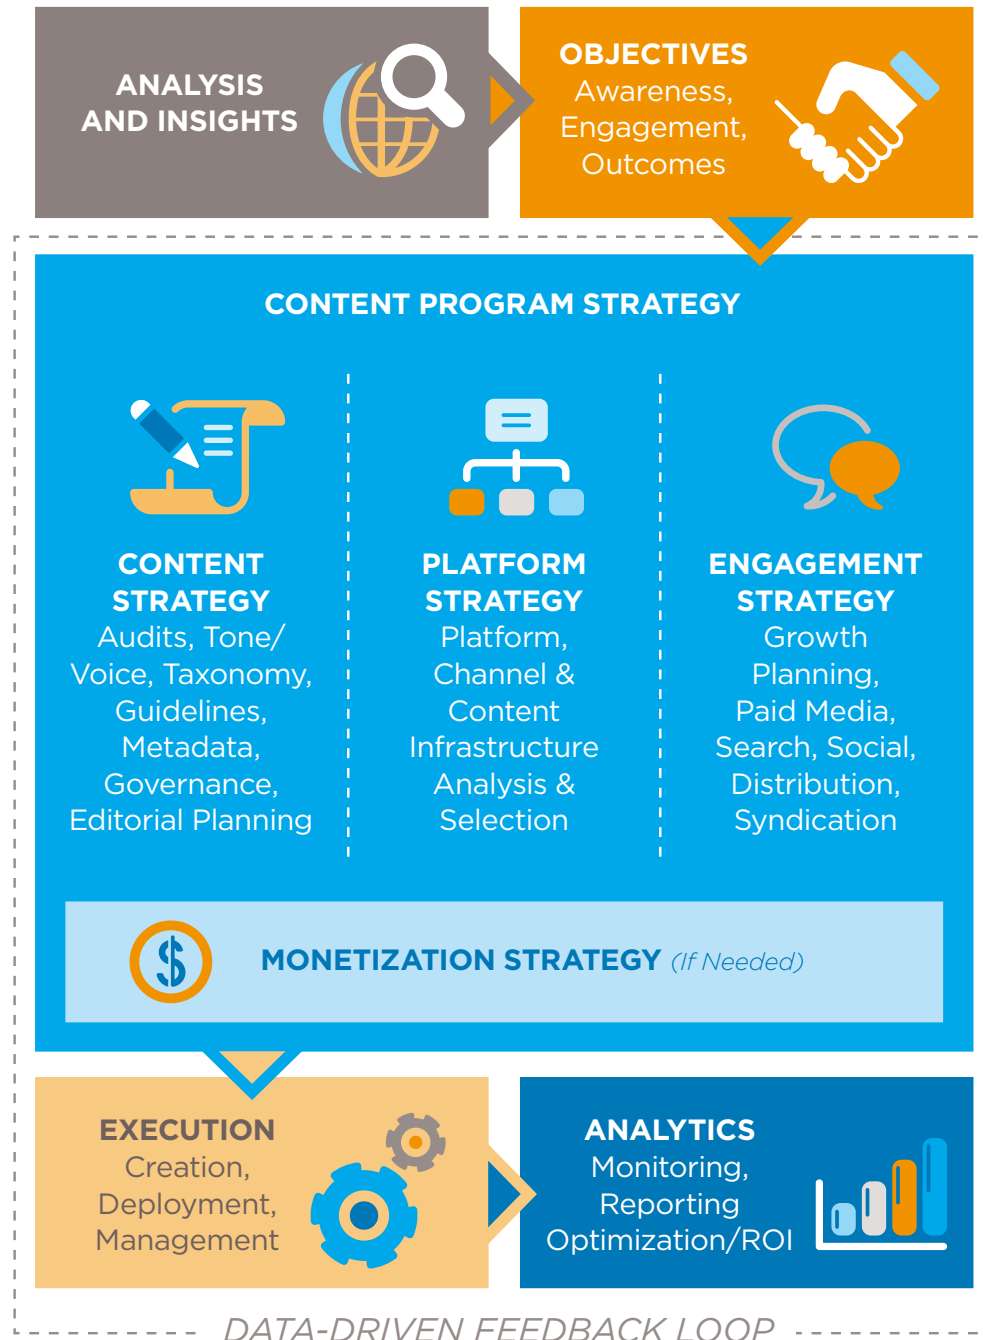 ANALYSIS
AND INSIGHTS
OBJECTIVES
Awareness,
Engagement,
Outcomes
CONTENT PROGRAM STRATEGY
CONTENT
STRATEGY
Audits, Tone/
Voice, Taxonomy,
Guidelines,
Metadata,
Governance,
Editorial Planning
PLATFORM
STRATEGY
Platform,
Channel &
Content
Infrastructure
Analysis &
Selection
ENGAGEMENT
STRATEGY
Growth
Planning,
Paid Media,
Search, Social,
Distribution,
Syndication
$
MONETIZATION STRATEGY (If Needed)
EXECUTION
Creation,
Deployment,
Management
ANALYTICS
Monitoring,
Reporting
Optimization/ROI
DATA-DRIVEN FEEDBACK LOOP